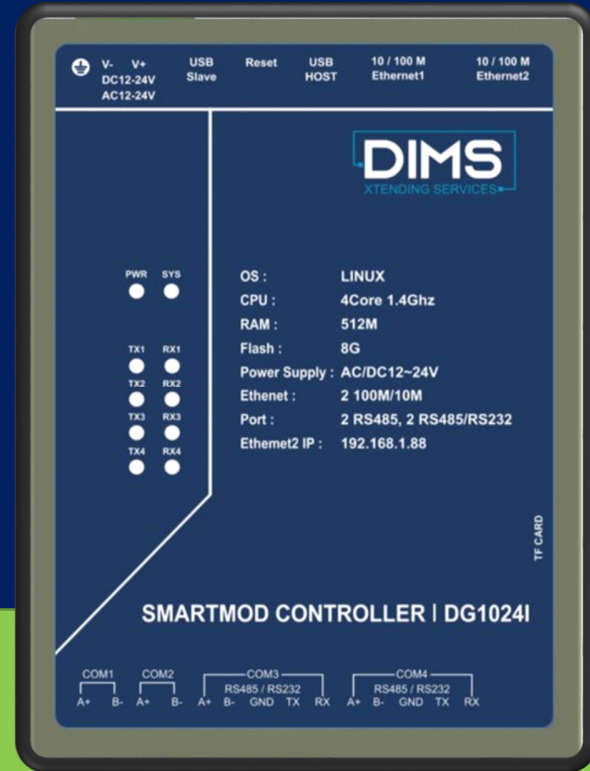 V- V+
DC12-24V
AC12-24V
USB
Slave
Reset
USB
HOST
10 / 100 M
Ethernet1
10 / 100 M
Ethernet2
DIMS
XTENDING SERVICES
PWR SYS
TX1 RX1
TX2 RX2
TX3 RX3
TX4 RX4
OS : LINUX
CPU : 4Core 1.4Ghz
RAM : 512M
Flash : 8G
Power Supply : AC/DC12~24V
Ethenet : 2 100M/10M
Port : 2 RS485, 2 RS485/RS232
Ethemet2 IP : 192.168.1.88
TF CARD
SMARTMOD CONTROLLER | DG1024I
COM1 COM2 COM3 COM4
RS485 / RS232 RS485 / RS232
A+ B- A+ B- A+ B- GND TX RX A+ B- GND TX RX